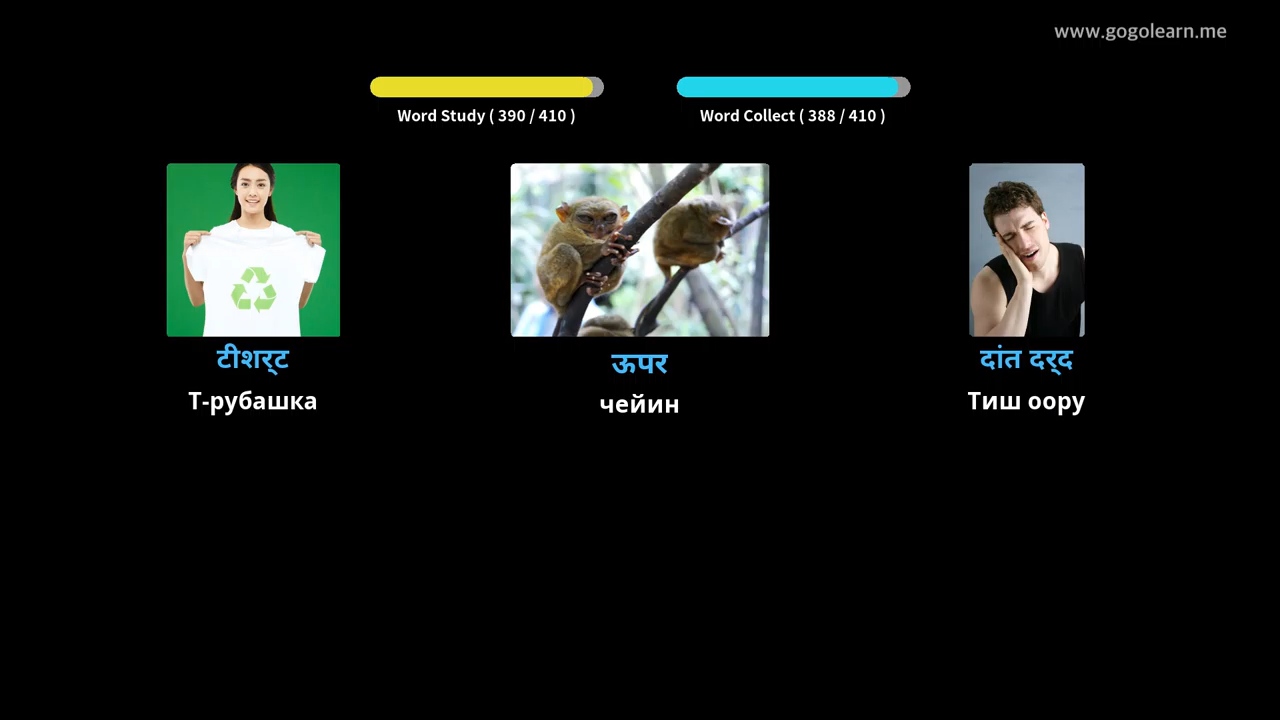 www.gogolearn.me
Word Study ( 390 / 410 )
Word Collect ( 388 / 410 )
टीशर्ट
Т-рубашка
ऊपर
чейин
दांत दर्द
Тиш оору